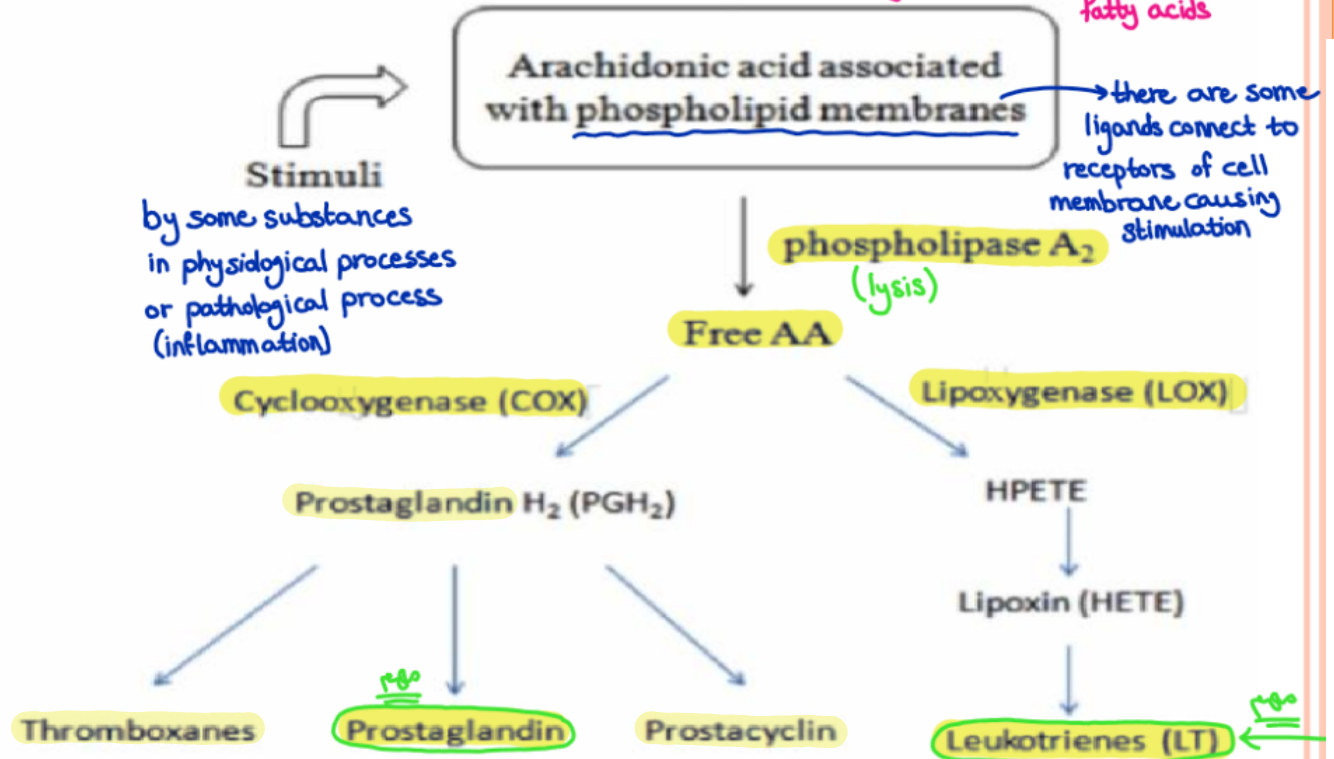 fatty acids
Arachidonic acid associated
with phospholipid membranes
there are some
ligands connect to
receptors of cell
membrane causing
stimulation
Stimuli
by some substances
in physiological processes
or pathological process
(inflammation)
phospholipase A₂
(lysis)
Free AA
Cyclooxygenase (COX)
Lipoxygenase (LOX)
Prostaglandin H₂ (PGH₂)
HPETE
Lipoxin (HETE)
مهم
مهم
Thromboxanes
Prostaglandin
Prostacyclin
Leukotrienes (LT)